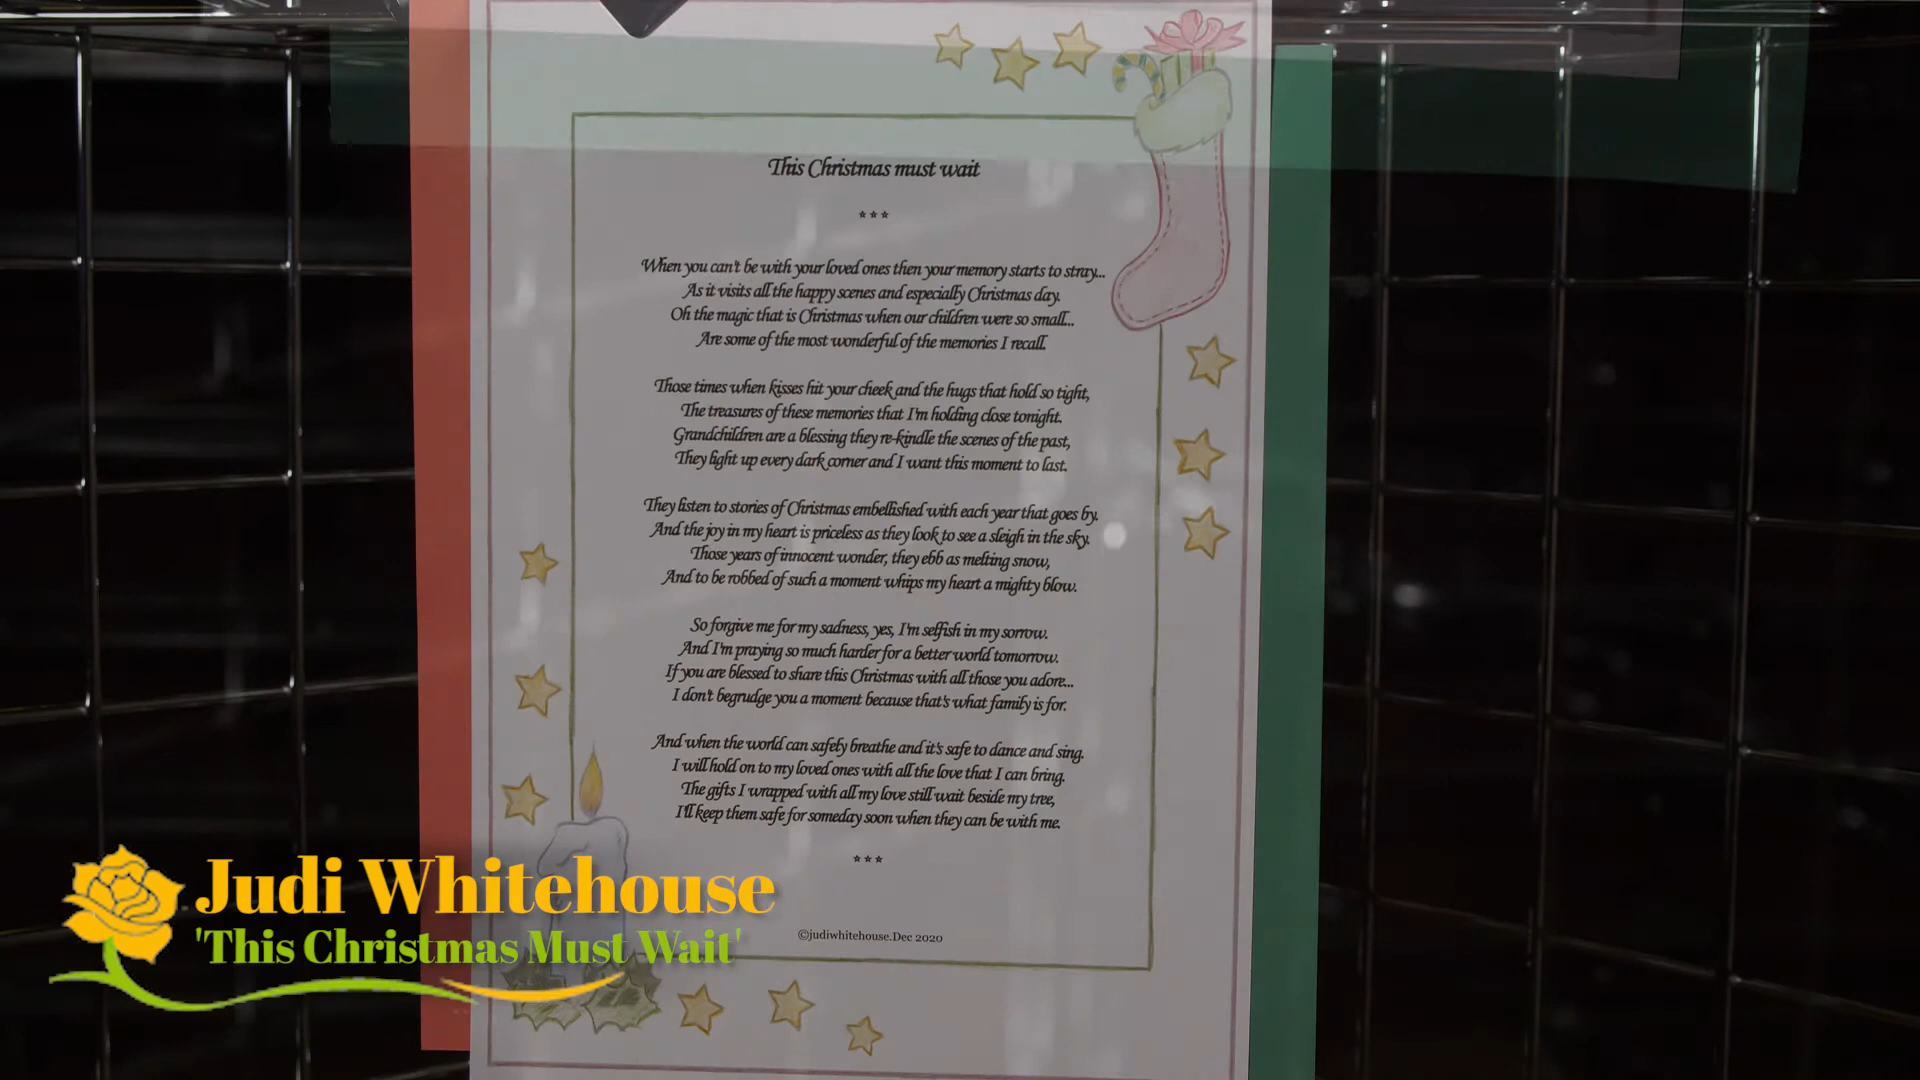 This Christmas must wait
When you can't be with your loved ones then your memory starts to stray...
As it visits all the happy scenes and especially Christmas day.
Oh the magic that is Christmas when our children were so small...
Are some of the most wonderful of the memories I recall.
Those times when kisses hit your cheek and the hugs that hold so tight,
The treasures of these memories that I'm holding close tonight.
Grandchildren are a blessing they re-kindle the scenes of the past,
They light up every dark corner and I want this moment to last.
They listen to stories of Christmas embellished with each year that goes by.
And the joy in my heart is priceless as they look to see a sleigh in the sky.
Those years of innocent wonder, they ebb as melting snow,
And to be robbed of such a moment whips my heart a mighty blow.
So forgive me for my sadness, yes, I'm selfish in my sorrow.
And I'm praying so much harder for a better world tomorrow.
If you are blessed to share this Christmas with all those you adore...
I don't begrudge you a moment because that's what family is for.
And when the world can safely breathe and it's safe to dance and sing.
I will hold on to my loved ones with all the love that I can bring.
The gifts I wrapped with all my love still wait beside my tree,
I'll keep them safe for someday soon when they can be with me.
©judiwhitehouse.Dec 2020
Judi Whitehouse
'This Christmas Must Wait'